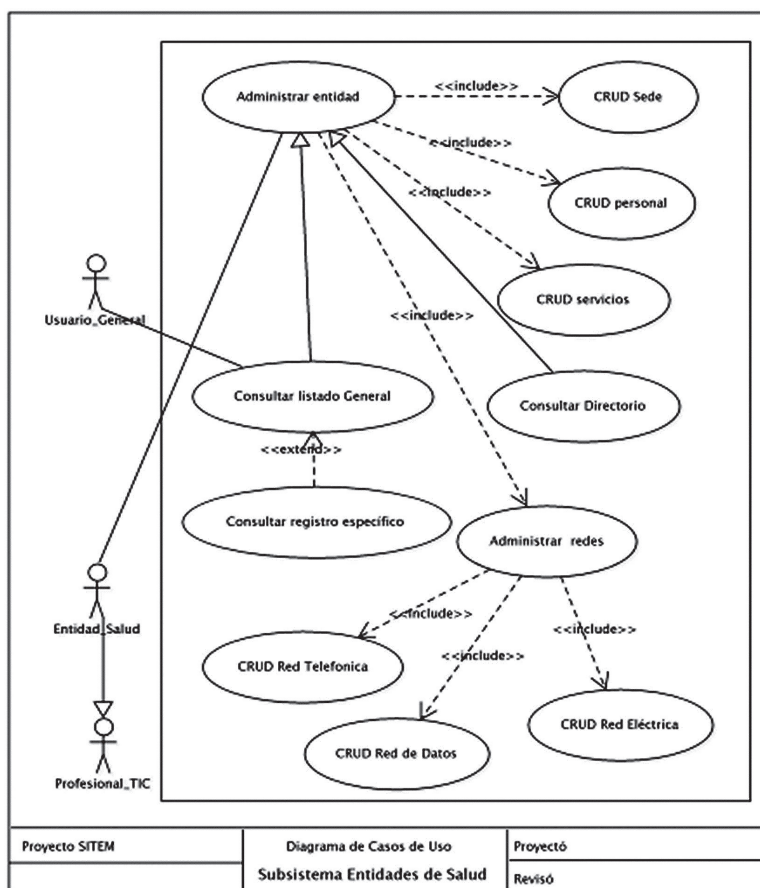 Administrar entidad
<<include>>
CRUD Sede
<<include>>
<<include>>
CRUD personal
CRUD servicios
<<include>>
Usuario_General
Consultar listado General
Consultar Directorio
<<extend>>
Consultar registro específico
Administrar redes
Entidad_Salud
<<include>>
<<include>>
<<include>>
CRUD Red Telefonica
CRUD Red de Datos
CRUD Red Eléctrica
Profesional_TIC
Proyecto SITEM
Diagrama de Casos de Uso
Subsistema Entidades de Salud
Proyectó
Revisó